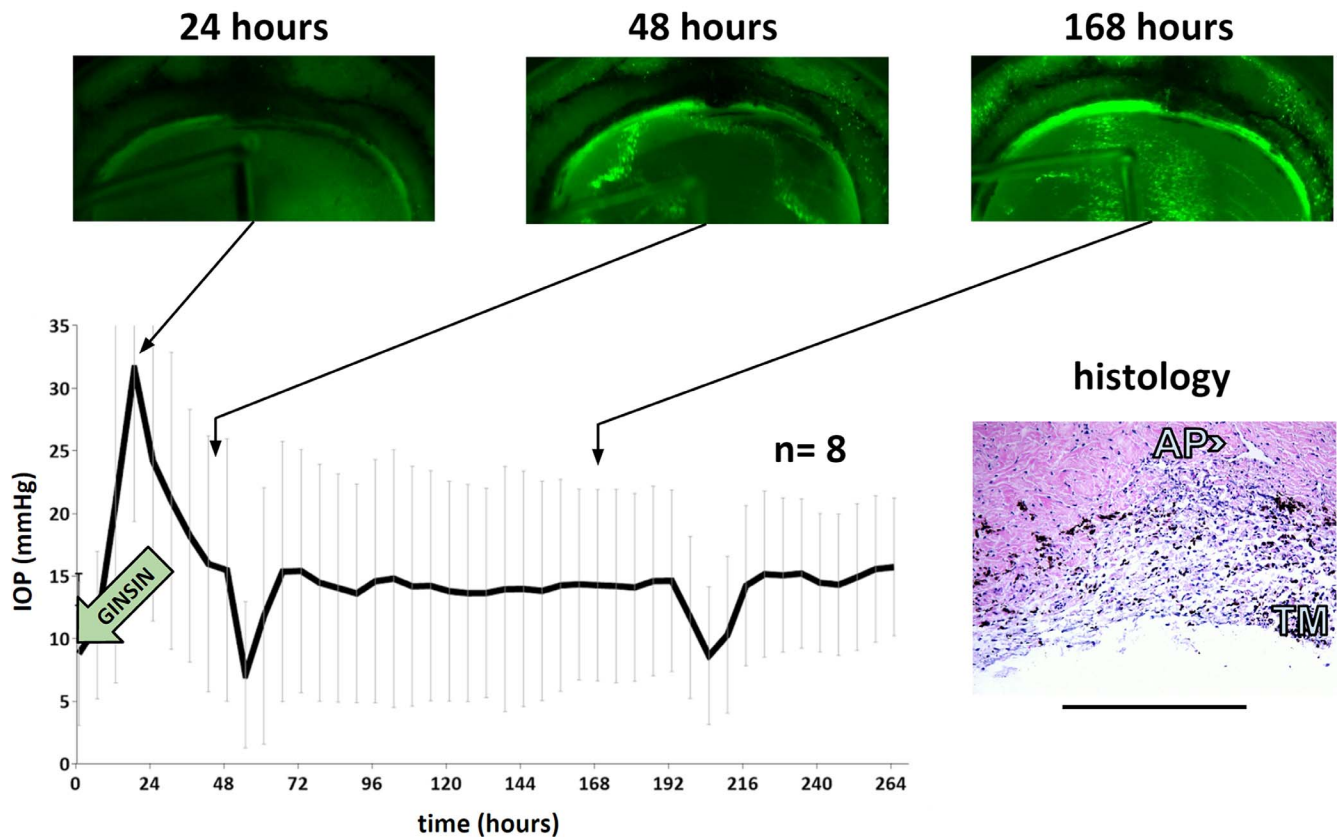 24 hours
48 hours
168 hours
35
30
25
20
15
10
5
0
IOP (mmHg)
GINSIN
n= 8
0 24 48 72 96 120 144 168 192 216 240 264
time (hours)
histology
AP>
TM